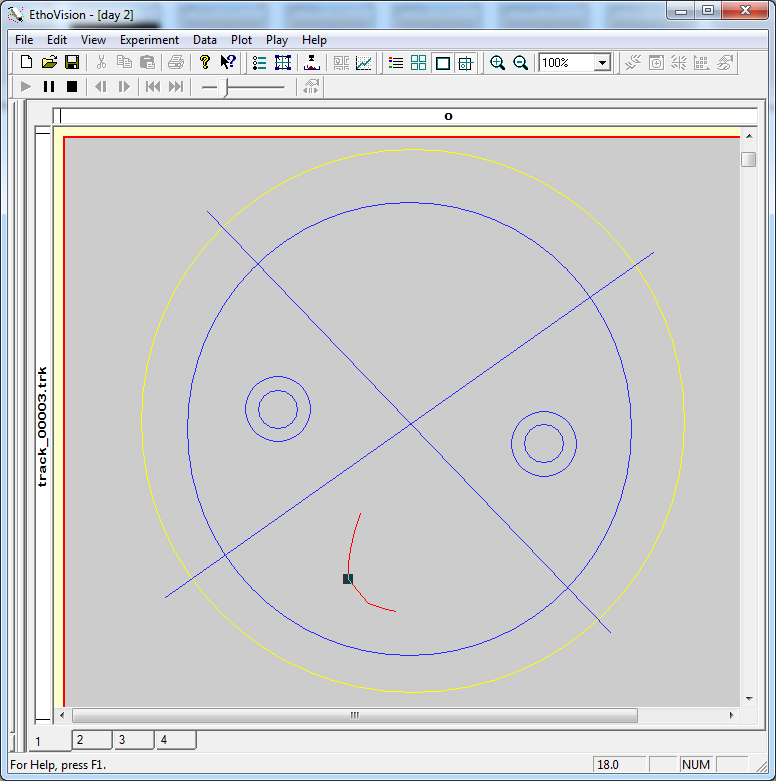 EthoVision - [day 2]
File Edit View Experiment Data Plot Play Help
100%
o
track_00003.trk
1 2 3 4
For Help, press F1. 18.0 NUM